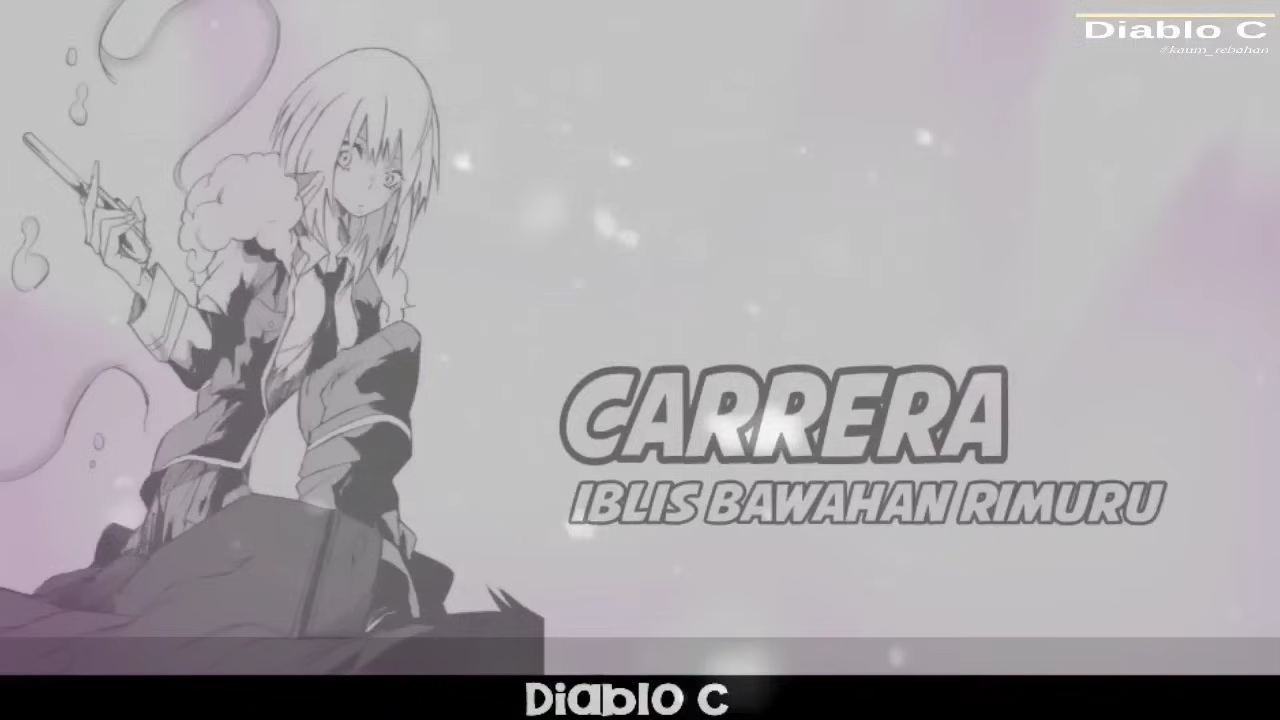 Diablo C
#kaum_rebahan
CARRERA
IBLIS BAWAHAN RIMURU
Diablo C